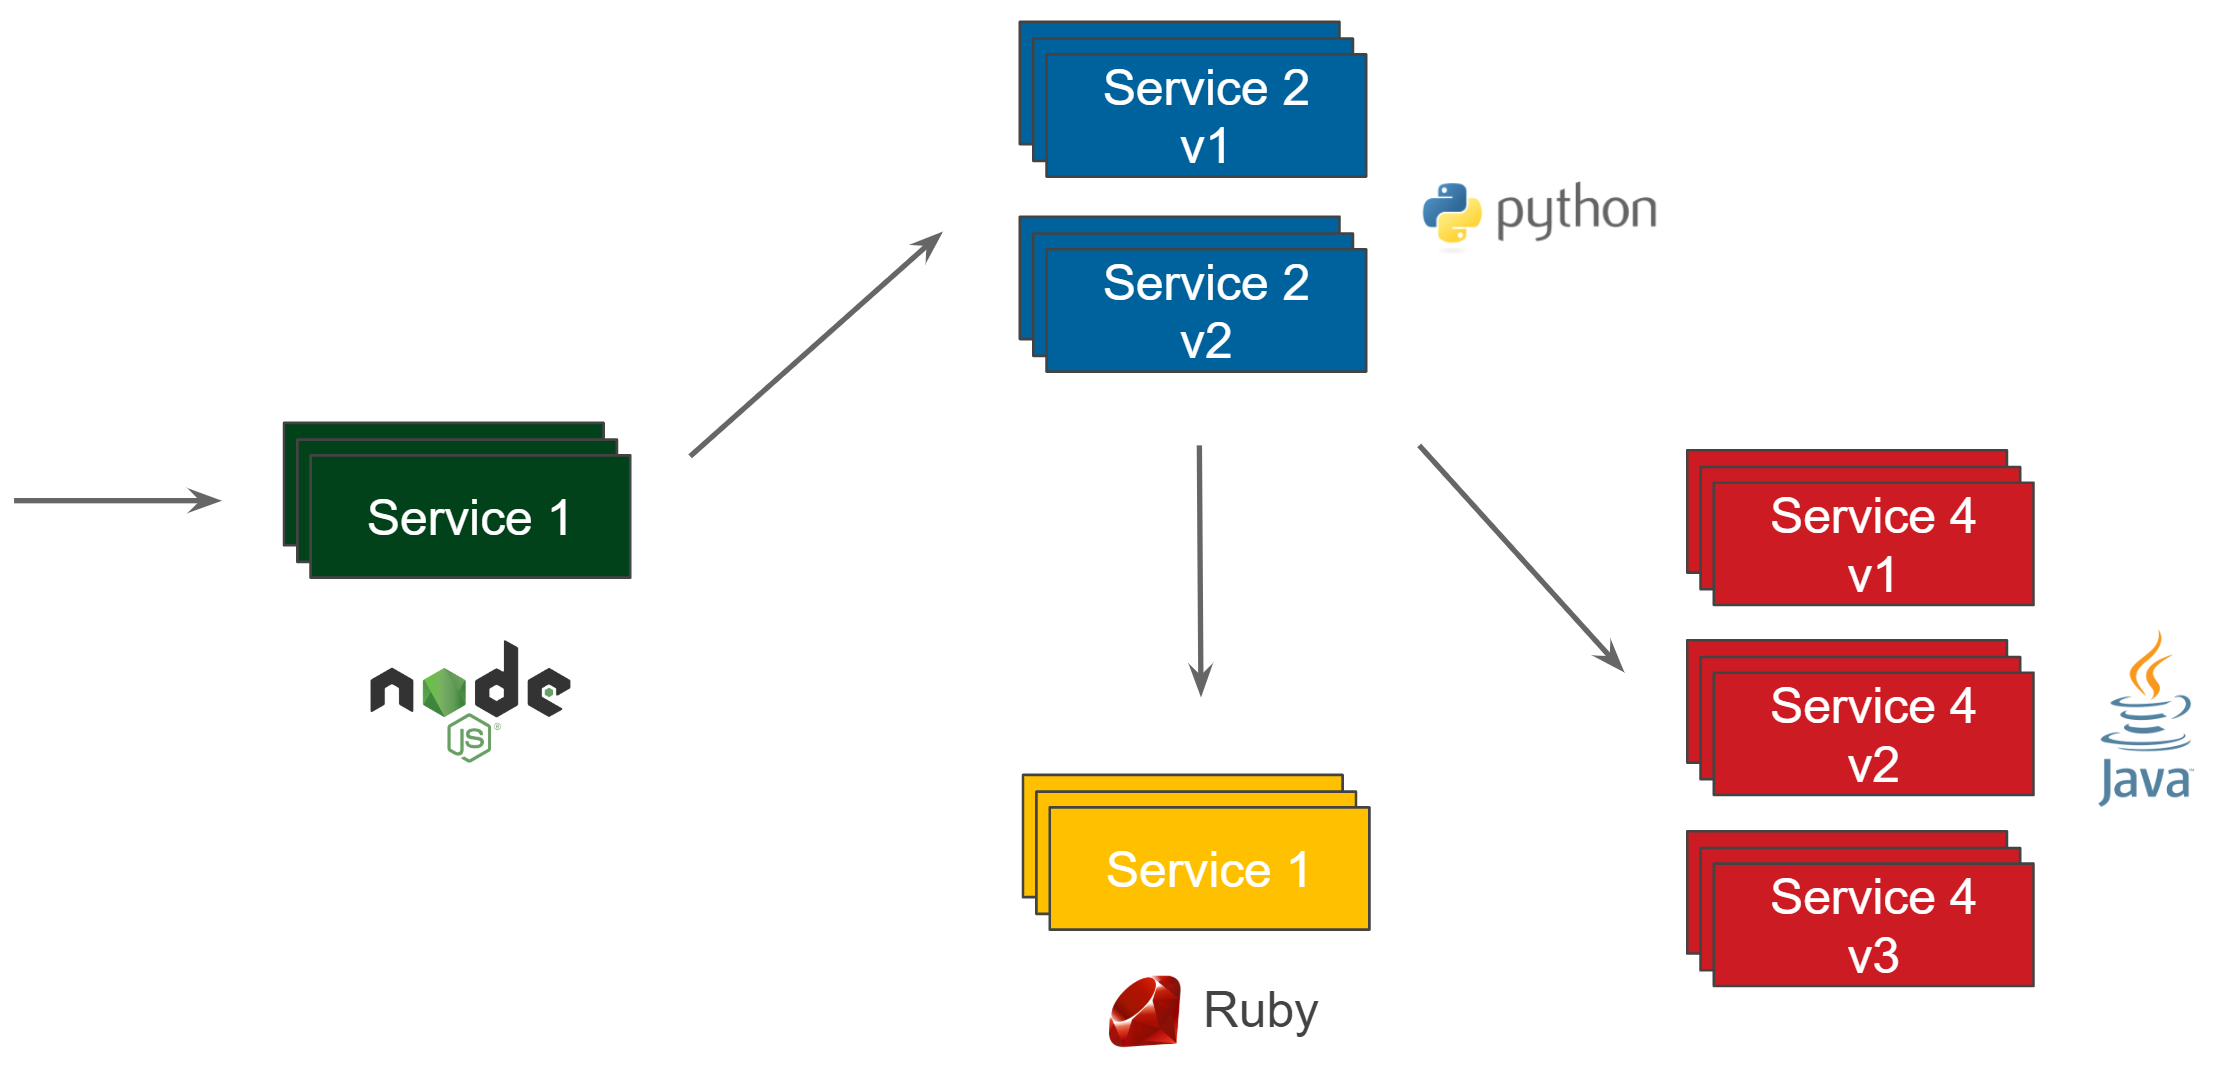 Service 2
v1
python
Service 2
v2
Service 1
node
JS®
Service 4
v1
Service 4
v2
Java™
Service 1
Service 4
v3
Ruby